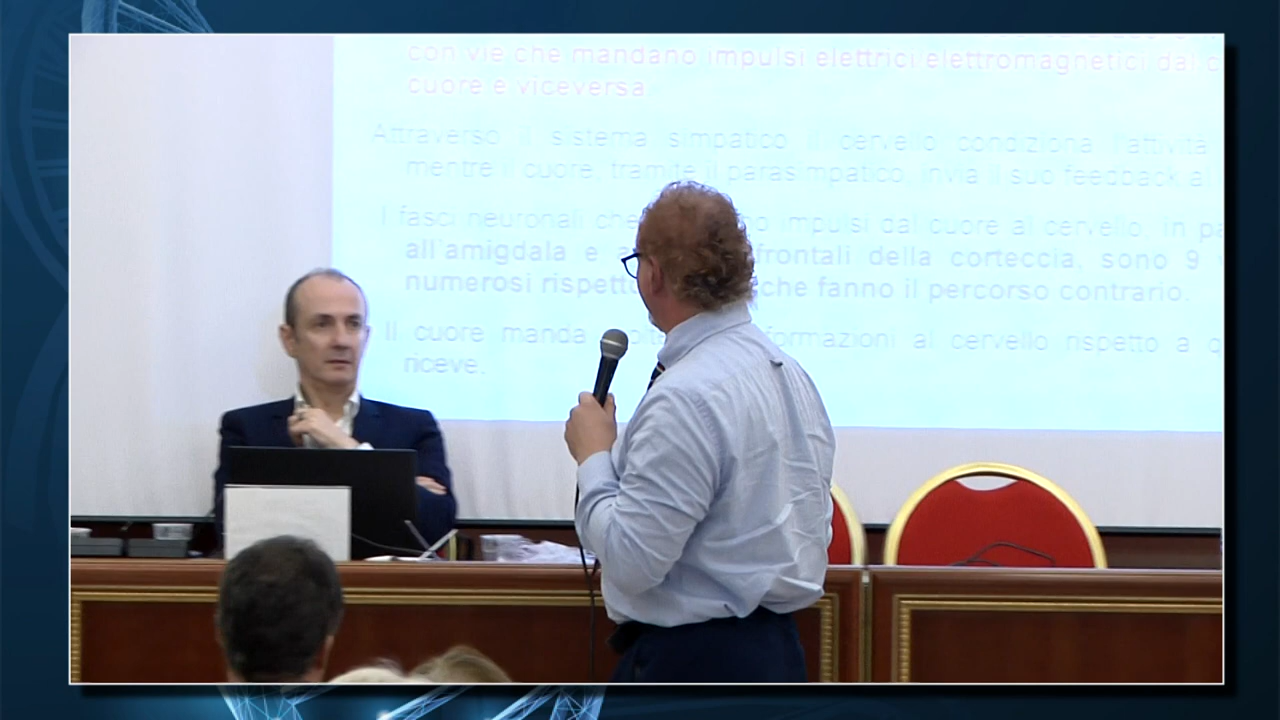 con vie che mandano impulsi elettrici elettromagnetici dal
cuore e viceversa
Attraverso il sistema simpatico il cervello condiziona l'attività
mentre il cuore, tramite il parasimpatico, invia il suo feedback al
I fasci neuronali che impulsi dal cuore al cervello, in
all'amigdala e frontali della corteccia, sono 9
numerosi rispetto che fanno il percorso contrario.
Il cuore manda al cervello rispetto a
riceve.